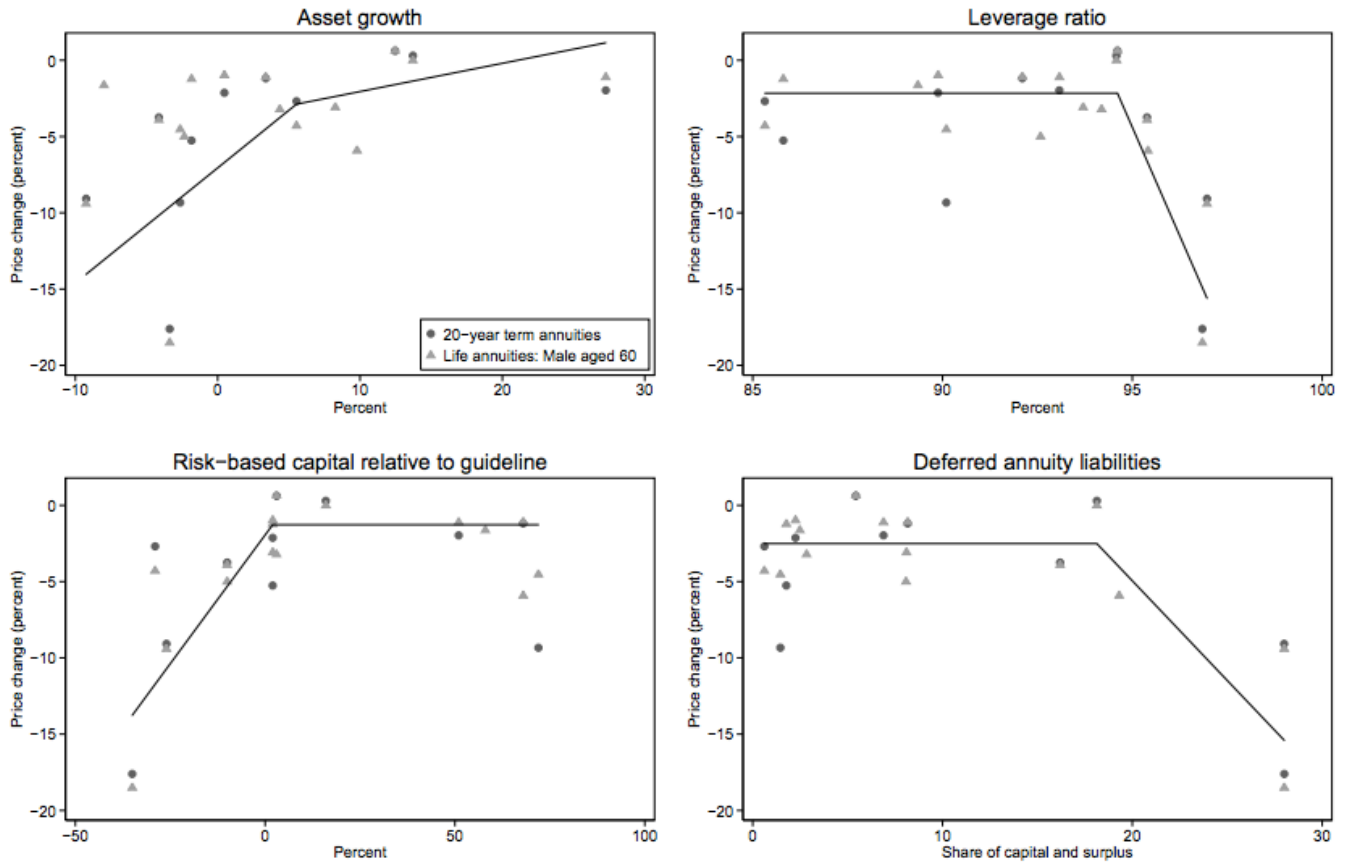 Asset growth
Price change (percent)
0
−5
−10
−15
−20
20−year term annuities
Life annuities: Male aged 60
−10 0 10 20 30
Percent
Leverage ratio
Price change (percent)
0
−5
−10
−15
−20
85 90 95 100
Percent
Risk−based capital relative to guideline
Price change (percent)
0
−5
−10
−15
−20
−50 0 50 100
Percent
Deferred annuity liabilities
Price change (percent)
0
−5
−10
−15
−20
0 10 20 30
Share of capital and surplus